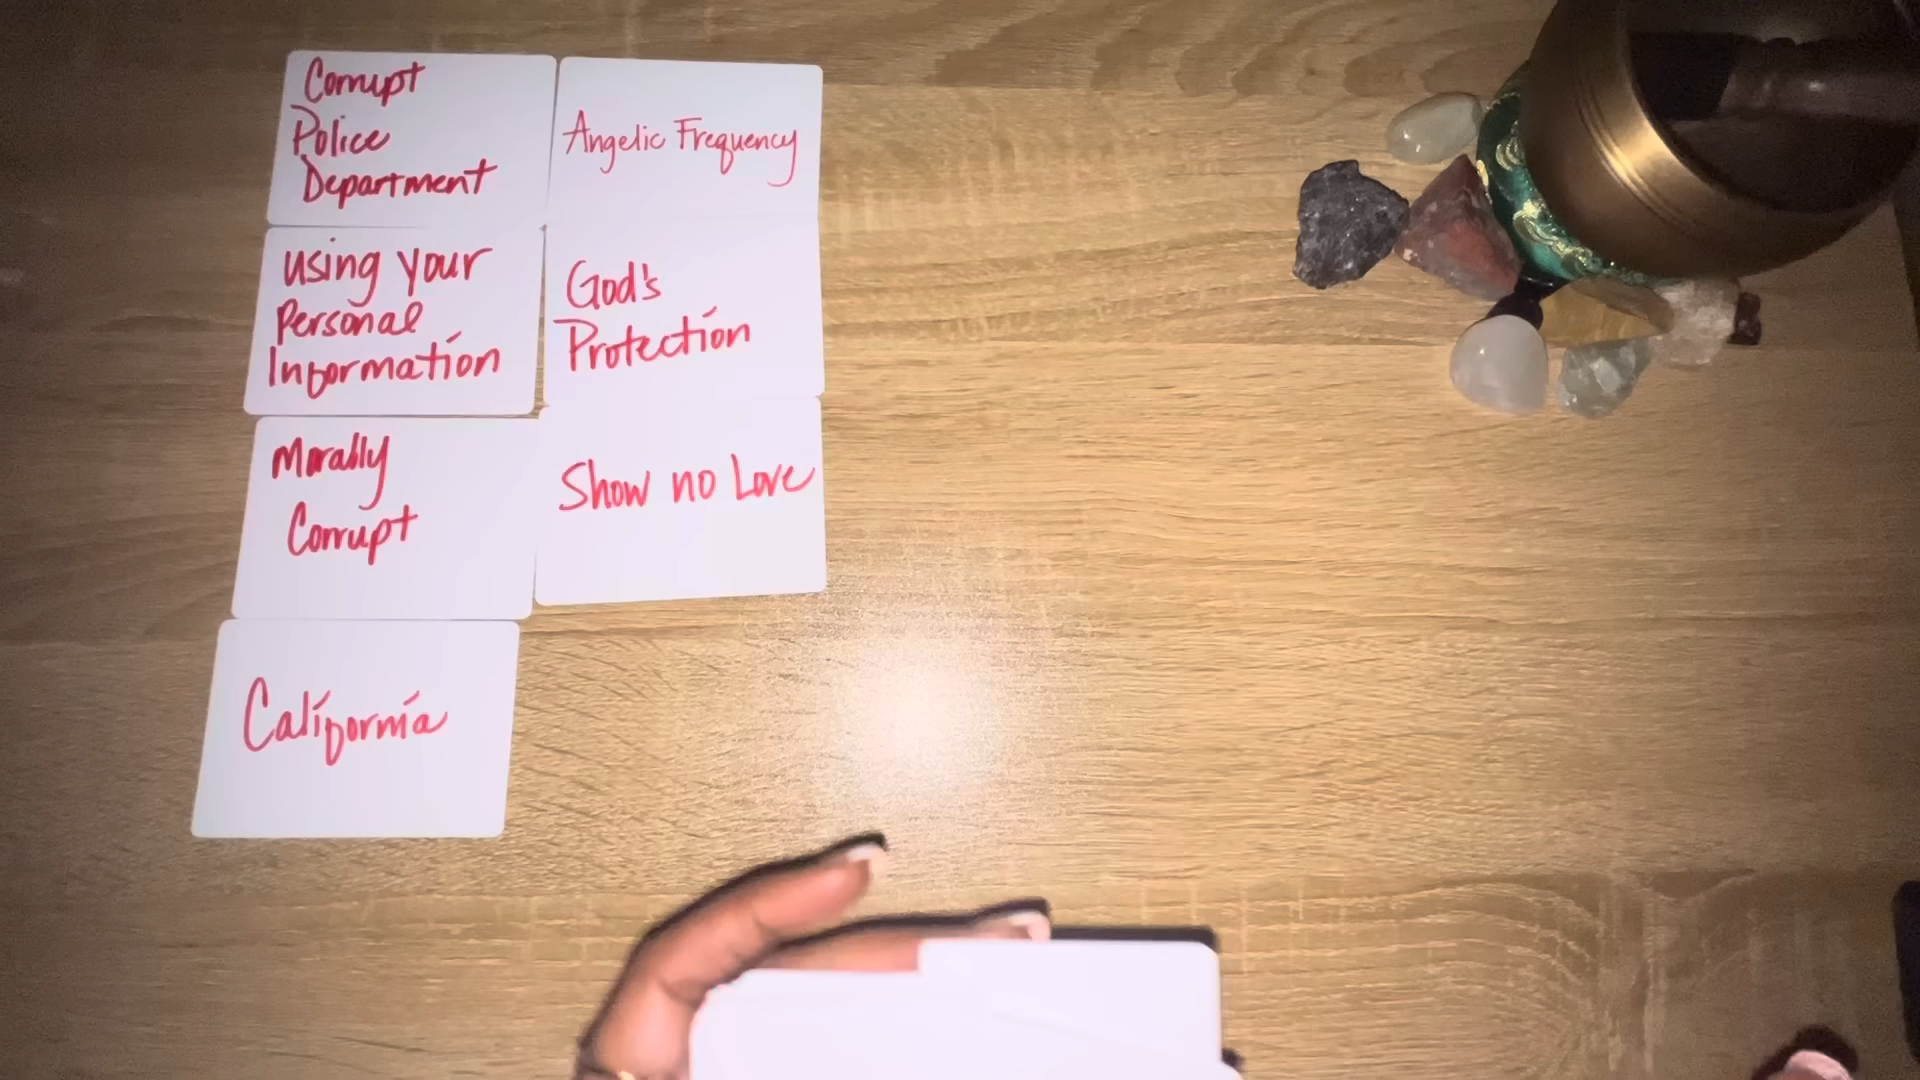 Corrupt
Police
Department
using your
Personal
Information
Morally
Corrupt
California
Angelic Frequency
God's
Protection
Show no Love